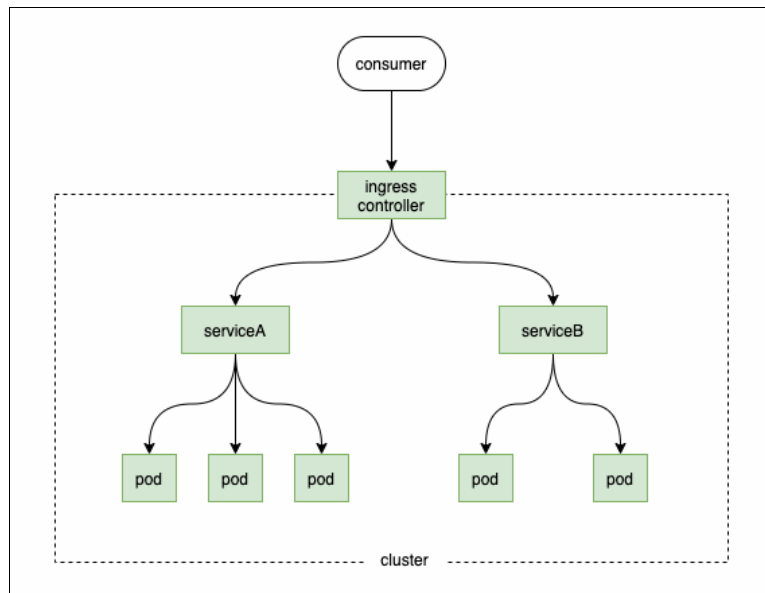 consumer
ingress
controller
serviceA
serviceB
pod
pod
pod
pod
pod
cluster